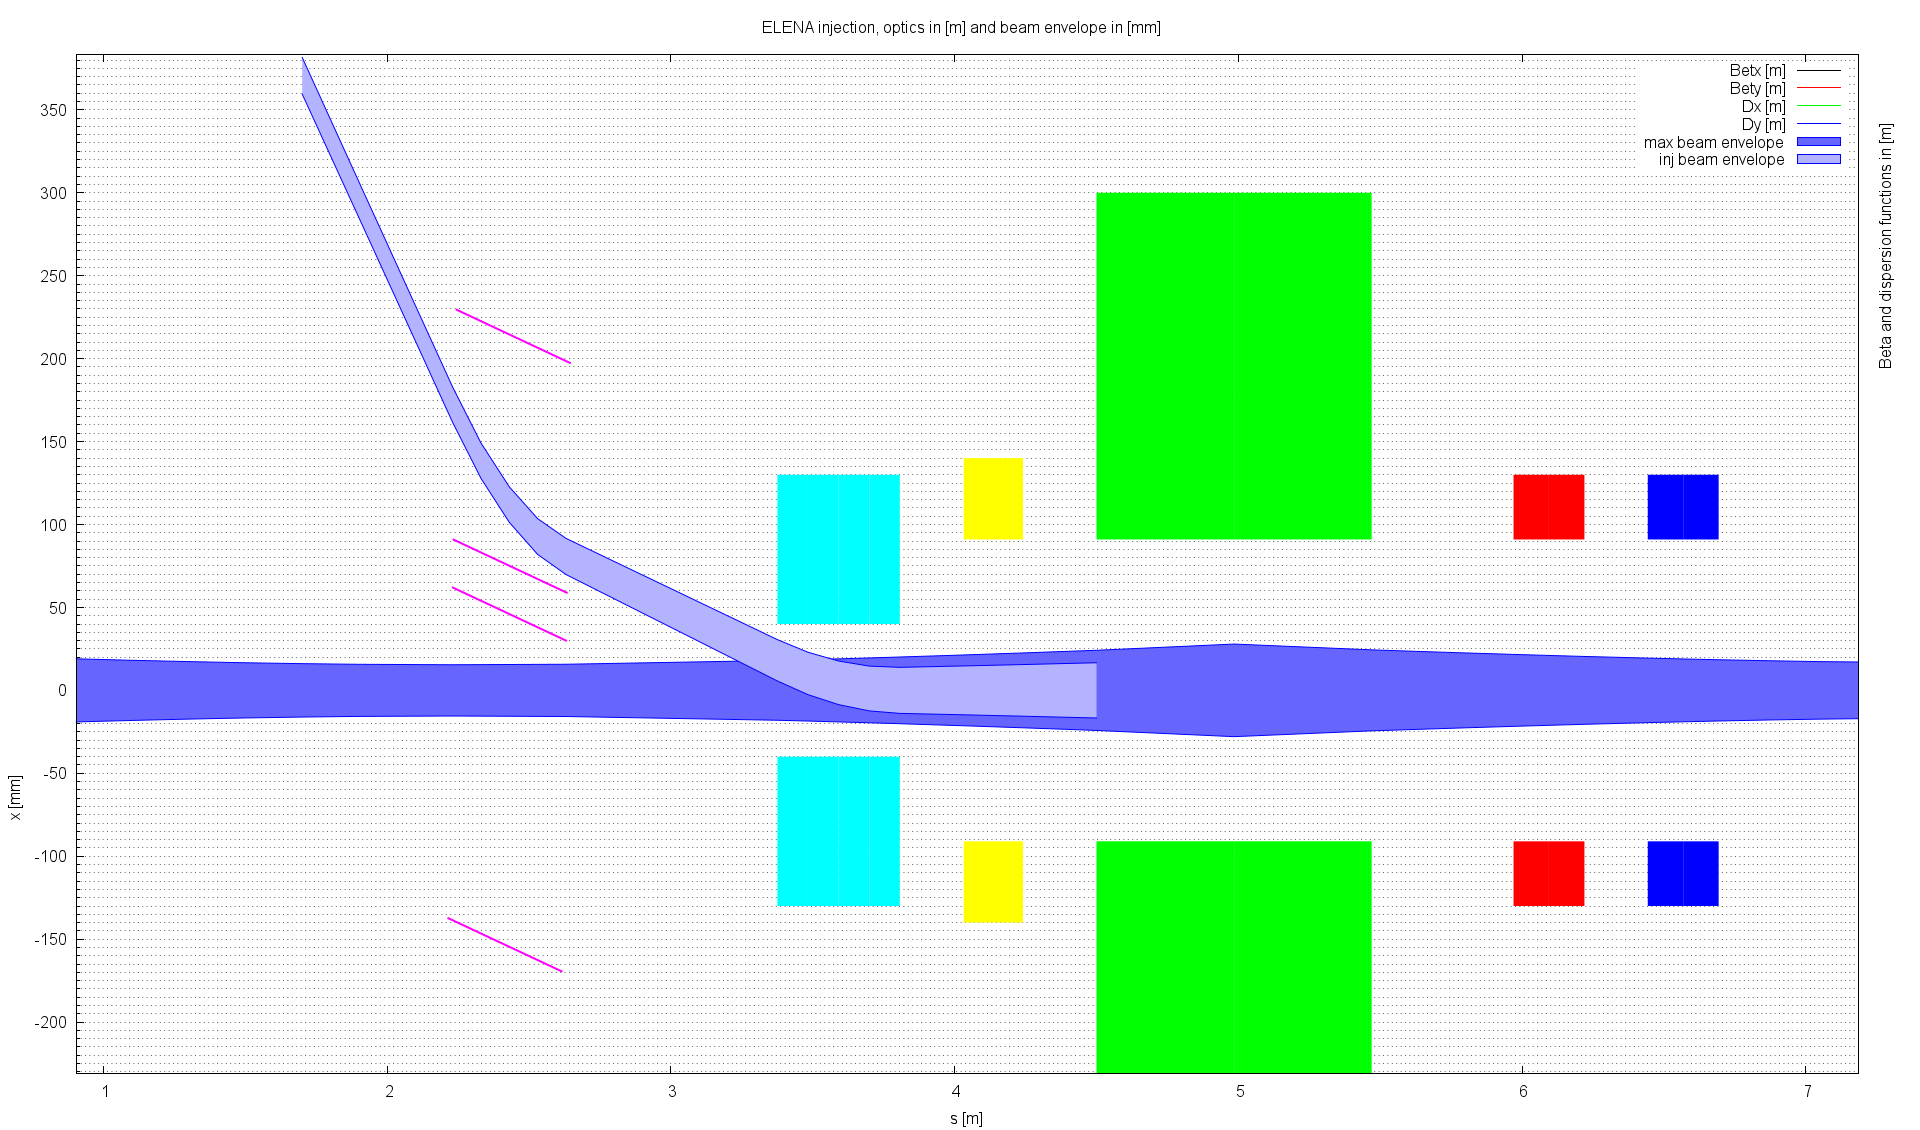 ELENA injection, optics in [m] and beam envelope in [mm]
Betx [m]
Bety [m]
Dx [m]
Dy [m]
max beam envelope
inj beam envelope
Beta and dispersion functions in [m]
350
300
250
200
150
100
50
0
-50
-100
-150
-200
x [mm]
1 2 3 4 5 6 7
s [m]